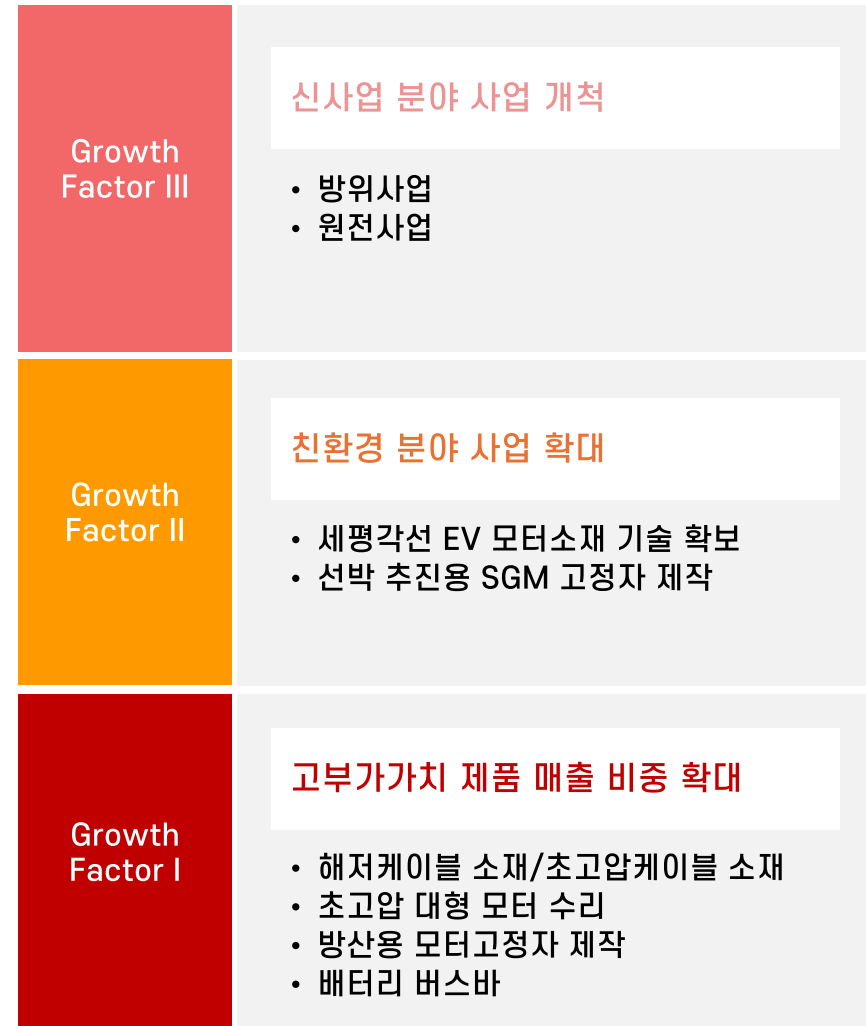 Growth
Factor III
신사업 분야 사업 개척
• 방위사업
• 원전사업
Growth
Factor II
친환경 분야 사업 확대
• 세평각선 EV 모터소재 기술 확보
• 선박 추진용 SGM 고정자 제작
Growth
Factor I
고부가가치 제품 매출 비중 확대
• 해저케이블 소재/초고압케이블 소재
• 초고압 대형 모터 수리
• 방산용 모터고정자 제작
• 배터리 버스바